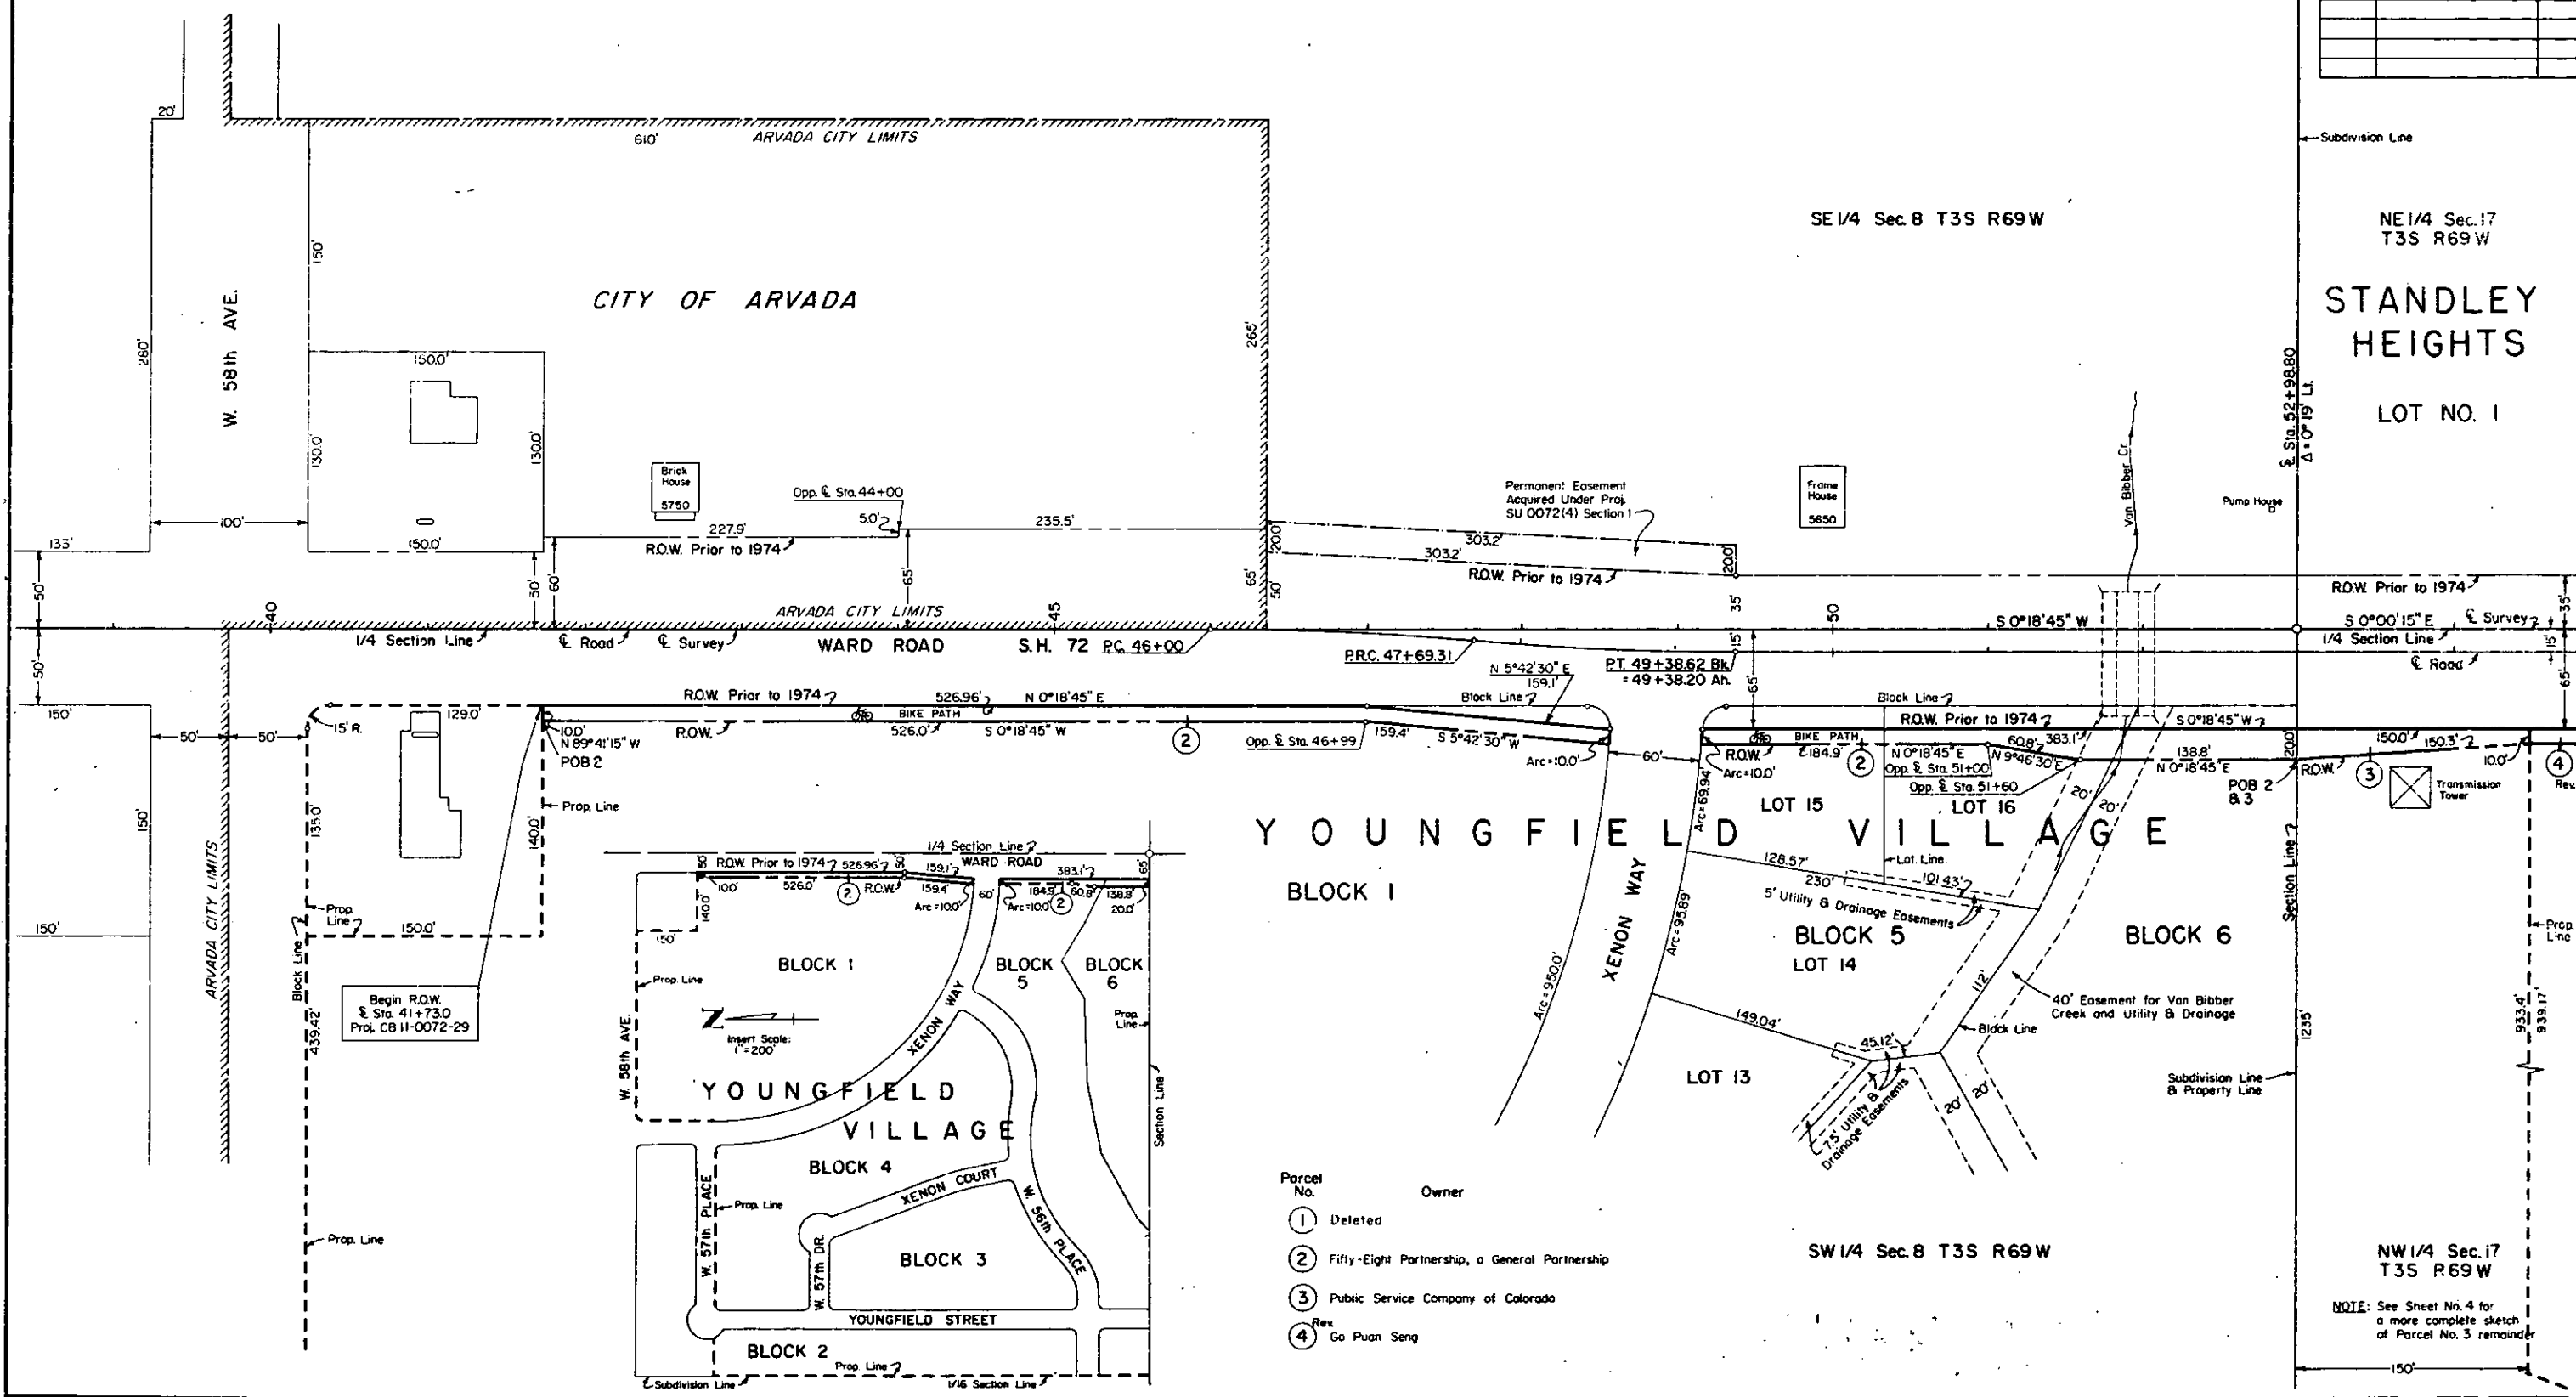 20'
610'
ARVADA CITY LIMITS
Subdivision Line
SE 1/4 Sec. 8 T3S R69W
NE 1/4 Sec. 17
T3S R69W
150'
280'
W. 58th AVE.
CITY OF ARVADA
265'
STANDLEY
HEIGHTS
LOT NO. 1
℄ Sta. 52+98.80
Δ = 0°19' Lt.
150.0'
130.0'
130.0'
Brick
House
5750
Opp. ℄ Sta. 44+00
5.0'
227.9'
235.5'
R.O.W. Prior to 1974
Permanent Easement
Acquired Under Proj.
SU 0072(4) Section 1
Frame
House
5650
Van Bibber Cr.
Pump House
100'
133'
150.0'
50'
50'
60'
65'
20.0'
65'
50'
303.2'
303.2'
20.0'
R.O.W. Prior to 1974
35'
R.O.W. Prior to 1974
35'
40
ARVADA CITY LIMITS
45
50
S 0°18'45" W
S 0°00'15" E
℄ Survey
1/4 Section Line
℄ Road
℄ Survey
WARD ROAD
S.H. 72
P.C. 46+00
P.R.C. 47+69.31
P.T. 49+38.62 Bk.
= 49+38.20 Ah.
15'
1/4 Section Line
℄ Road
15'
50'
65'
65'
N 5°42'30" E
159.1'
R.O.W. Prior to 1974
526.96'
N 0°18'45" E
Block Line
Block Line
150'
129.0'
15' R.
10.0'
N 89°41'15" W
POB 2
BIKE PATH
R.O.W.
526.0'
S 0°18'45" W
2
Opp. ℄ Sta. 46+99
159.4'
S 5°42'30" W
Arc=10.0'
60'
Arc=10.0'
R.O.W. Prior to 1974
S 0°18'45" W
BIKE PATH
R.O.W.
184.9'
2
N 0°18'45" E
Opp. ℄ Sta. 51+00
60.8'
N 9°46'30" E
383.1'
Opp. ℄ Sta. 51+60
138.8'
N 0°18'45" E
20.0'
POB 2
& 3
R.O.W.
150.0'
150.3'
3
10.0'
4
Rev.
Transmission
Tower
50'
50'
135.0'
140.0'
Prop. Line
150'
ARVADA CITY LIMITS
Prop.
Line
150'
150.0'
Block Line
439.42'
Begin R.O.W.
℄ Sta. 41+73.0
Proj. CB 11-0072-29
Prop. Line
1/4 Section Line
R.O.W. Prior to 1974
526.96'
50'
50'
159.1'
WARD ROAD
383.1'
65'
10.0'
526.0'
2
R.O.W.
159.4'
Arc=10.0'
60'
184.9'
60.8'
138.8'
Arc=10.0'
2
20.0'
140.0'
150'
Prop. Line
BLOCK 1
BLOCK
5
BLOCK
6
Prop.
Line
Z
Insert Scale:
1"=200'
W. 58th AVE.
XENON WAY
YOUNGFIELD
VILLAGE
Section Line
BLOCK 4
XENON COURT
W. 57th PLACE
Prop. Line
W. 57th DR.
W. 56th PLACE
BLOCK 3
YOUNGFIELD STREET
BLOCK 2
Prop. Line
Subdivision Line
1/16 Section Line
YOUNGFIELD VILLAGE
BLOCK 1
LOT 15
LOT 16
Arc=69.94'
20'
20'
Section Line
128.57'
Lot Line
230'
101.43'
5' Utility & Drainage Easements
XENON WAY
Arc=95.89'
Arc=950.0'
BLOCK 5
LOT 14
BLOCK 6
112'
40' Easement for Van Bibber
Creek and Utility & Drainage
Block Line
149.04'
45.12'
LOT 13
7.5' Utility &
Drainage Easements
20'
20'
Subdivision Line
& Property Line
1235'
933.4'
939.17'
Prop.
Line
Parcel
No.
Owner
1 Deleted
2 Fifty-Eight Partnership, a General Partnership
3 Public Service Company of Colorado
Rev.
4 Go Puan Seng
SW 1/4 Sec. 8 T3S R69W
NW 1/4 Sec. 17
T3S R69W
NOTE: See Sheet No. 4 for
a more complete sketch
of Parcel No. 3 remainder
150'